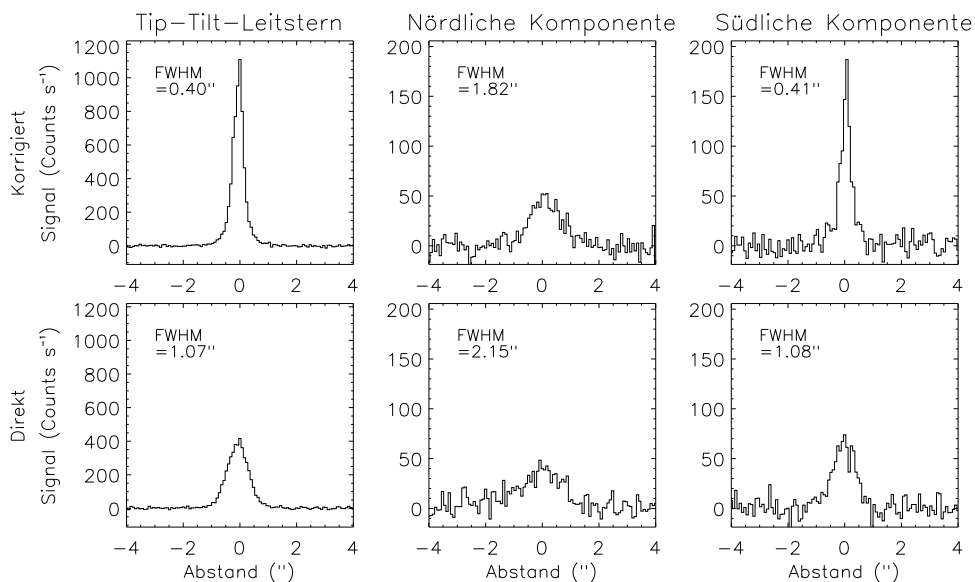 Tip-Tilt-Leitstern
Nördliche Komponente
Südliche Komponente
Korrigiert
Signal (Counts s⁻¹)
1200
1000
800
600
400
200
0
FWHM
=0.40"
-4 -2 0 2 4
200
150
100
50
0
FWHM
=1.82"
-4 -2 0 2 4
200
150
100
50
0
FWHM
=0.41"
-4 -2 0 2 4
Direkt
Signal (Counts s⁻¹)
1200
1000
800
600
400
200
0
FWHM
=1.07"
-4 -2 0 2 4
Abstand (")
200
150
100
50
0
FWHM
=2.15"
-4 -2 0 2 4
Abstand (")
200
150
100
50
0
FWHM
=1.08"
-4 -2 0 2 4
Abstand (")